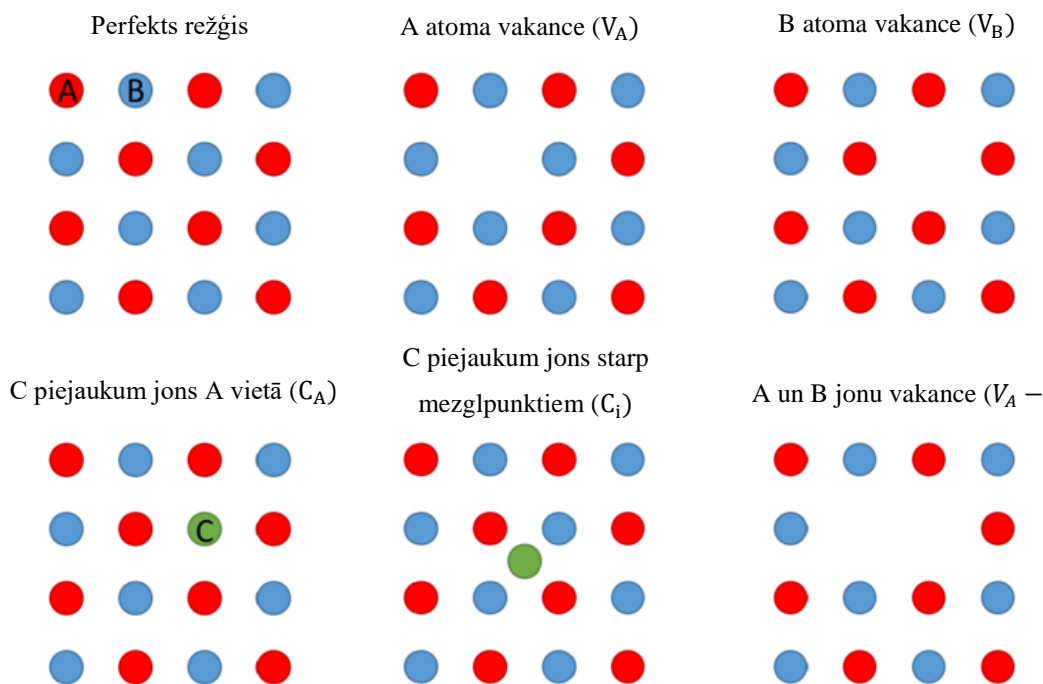 Perfekts režģis
A atoma vakance (V_A)
B atoma vakance (V_B)
A B
C piejaukum jons A vietā (C_A)
C piejaukum jons starp
mezglpunktiem (C_i)
A un B jonu vakance (V_A −
C